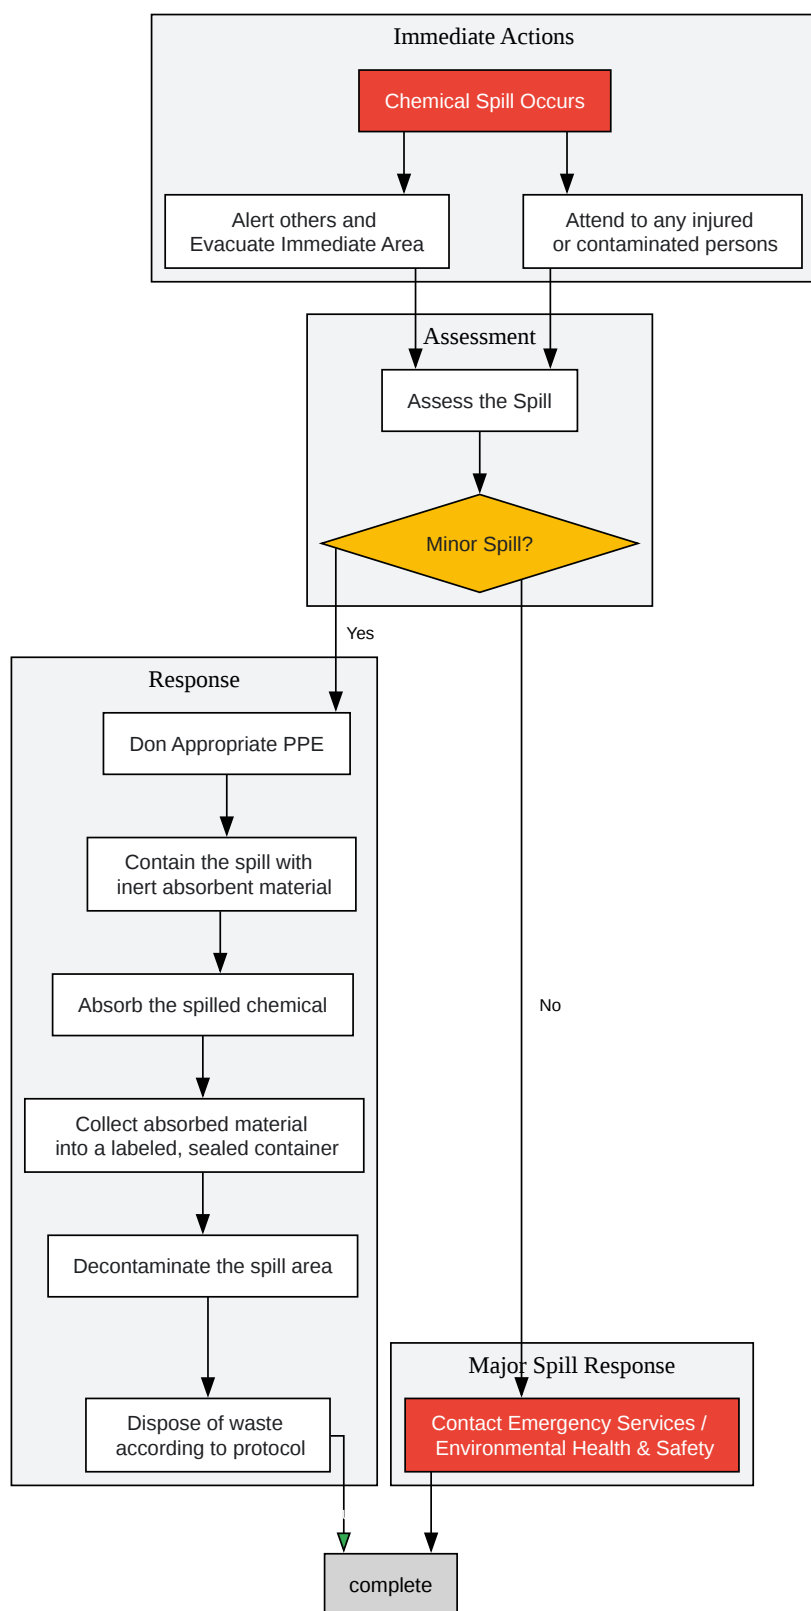 Immediate Actions
Chemical Spill Occurs
Alert others and
Evacuate Immediate Area
Attend to any injured
or contaminated persons
Assessment
Assess the Spill
Minor Spill?
Yes
Response
Don Appropriate PPE
Contain the spill with
inert absorbent material
Absorb the spilled chemical
No
Collect absorbed material
into a labeled, sealed container
Decontaminate the spill area
Major Spill Response
Dispose of waste
according to protocol
Contact Emergency Services /
Environmental Health & Safety
complete